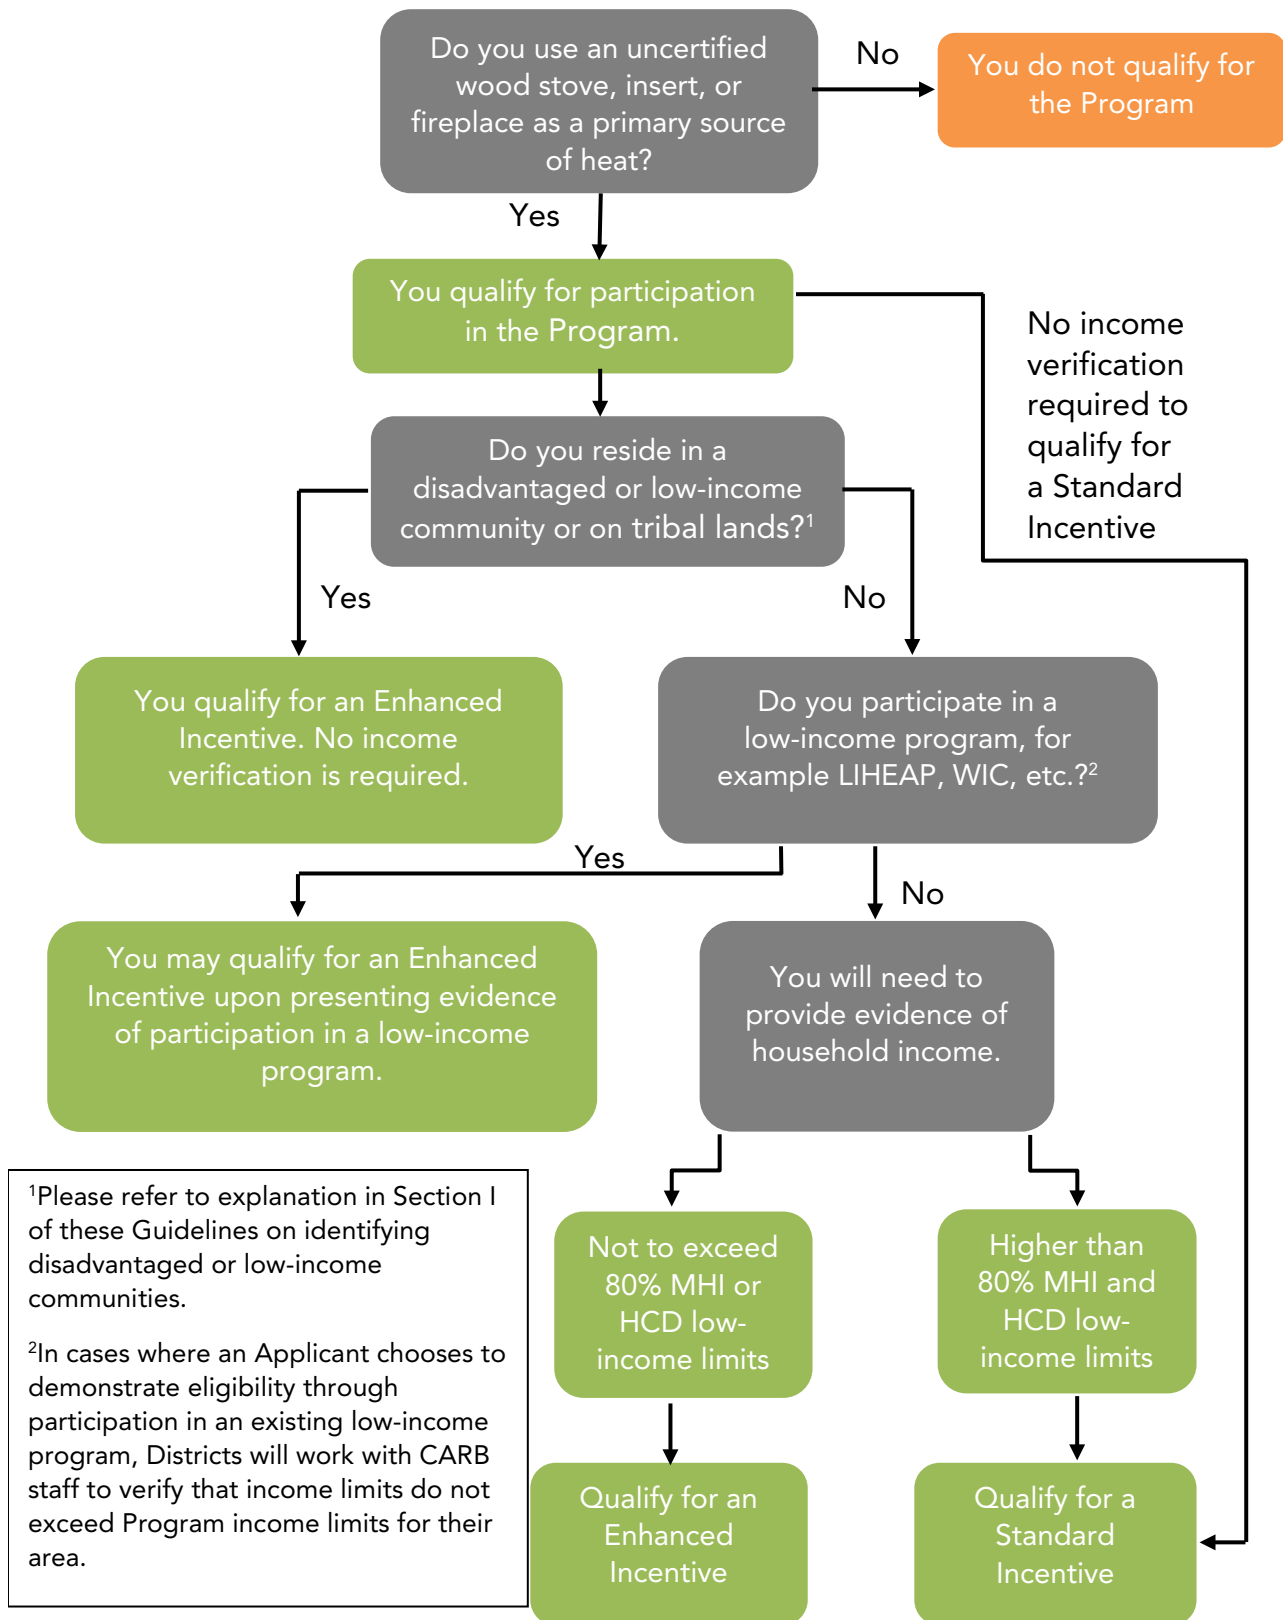 Do you use an uncertified
wood stove, insert, or
fireplace as a primary source
of heat?
No
You do not qualify for
the Program
Yes
You qualify for participation
in the Program.
No income
verification
required to
qualify for
a Standard
Incentive
Do you reside in a
disadvantaged or low-income
community or on tribal lands?¹
Yes
No
You qualify for an Enhanced
Incentive. No income
verification is required.
Do you participate in a
low-income program, for
example LIHEAP, WIC, etc.?²
Yes
No
You may qualify for an Enhanced
Incentive upon presenting evidence
of participation in a low-income
program.
You will need to
provide evidence of
household income.
¹Please refer to explanation in Section I
of these Guidelines on identifying
disadvantaged or low-income
communities.
²In cases where an Applicant chooses to
demonstrate eligibility through
participation in an existing low-income
program, Districts will work with CARB
staff to verify that income limits do not
exceed Program income limits for their
area.
Not to exceed
80% MHI or
HCD low-
income limits
Higher than
80% MHI and
HCD low-
income limits
Qualify for an
Enhanced
Incentive
Qualify for a
Standard
Incentive